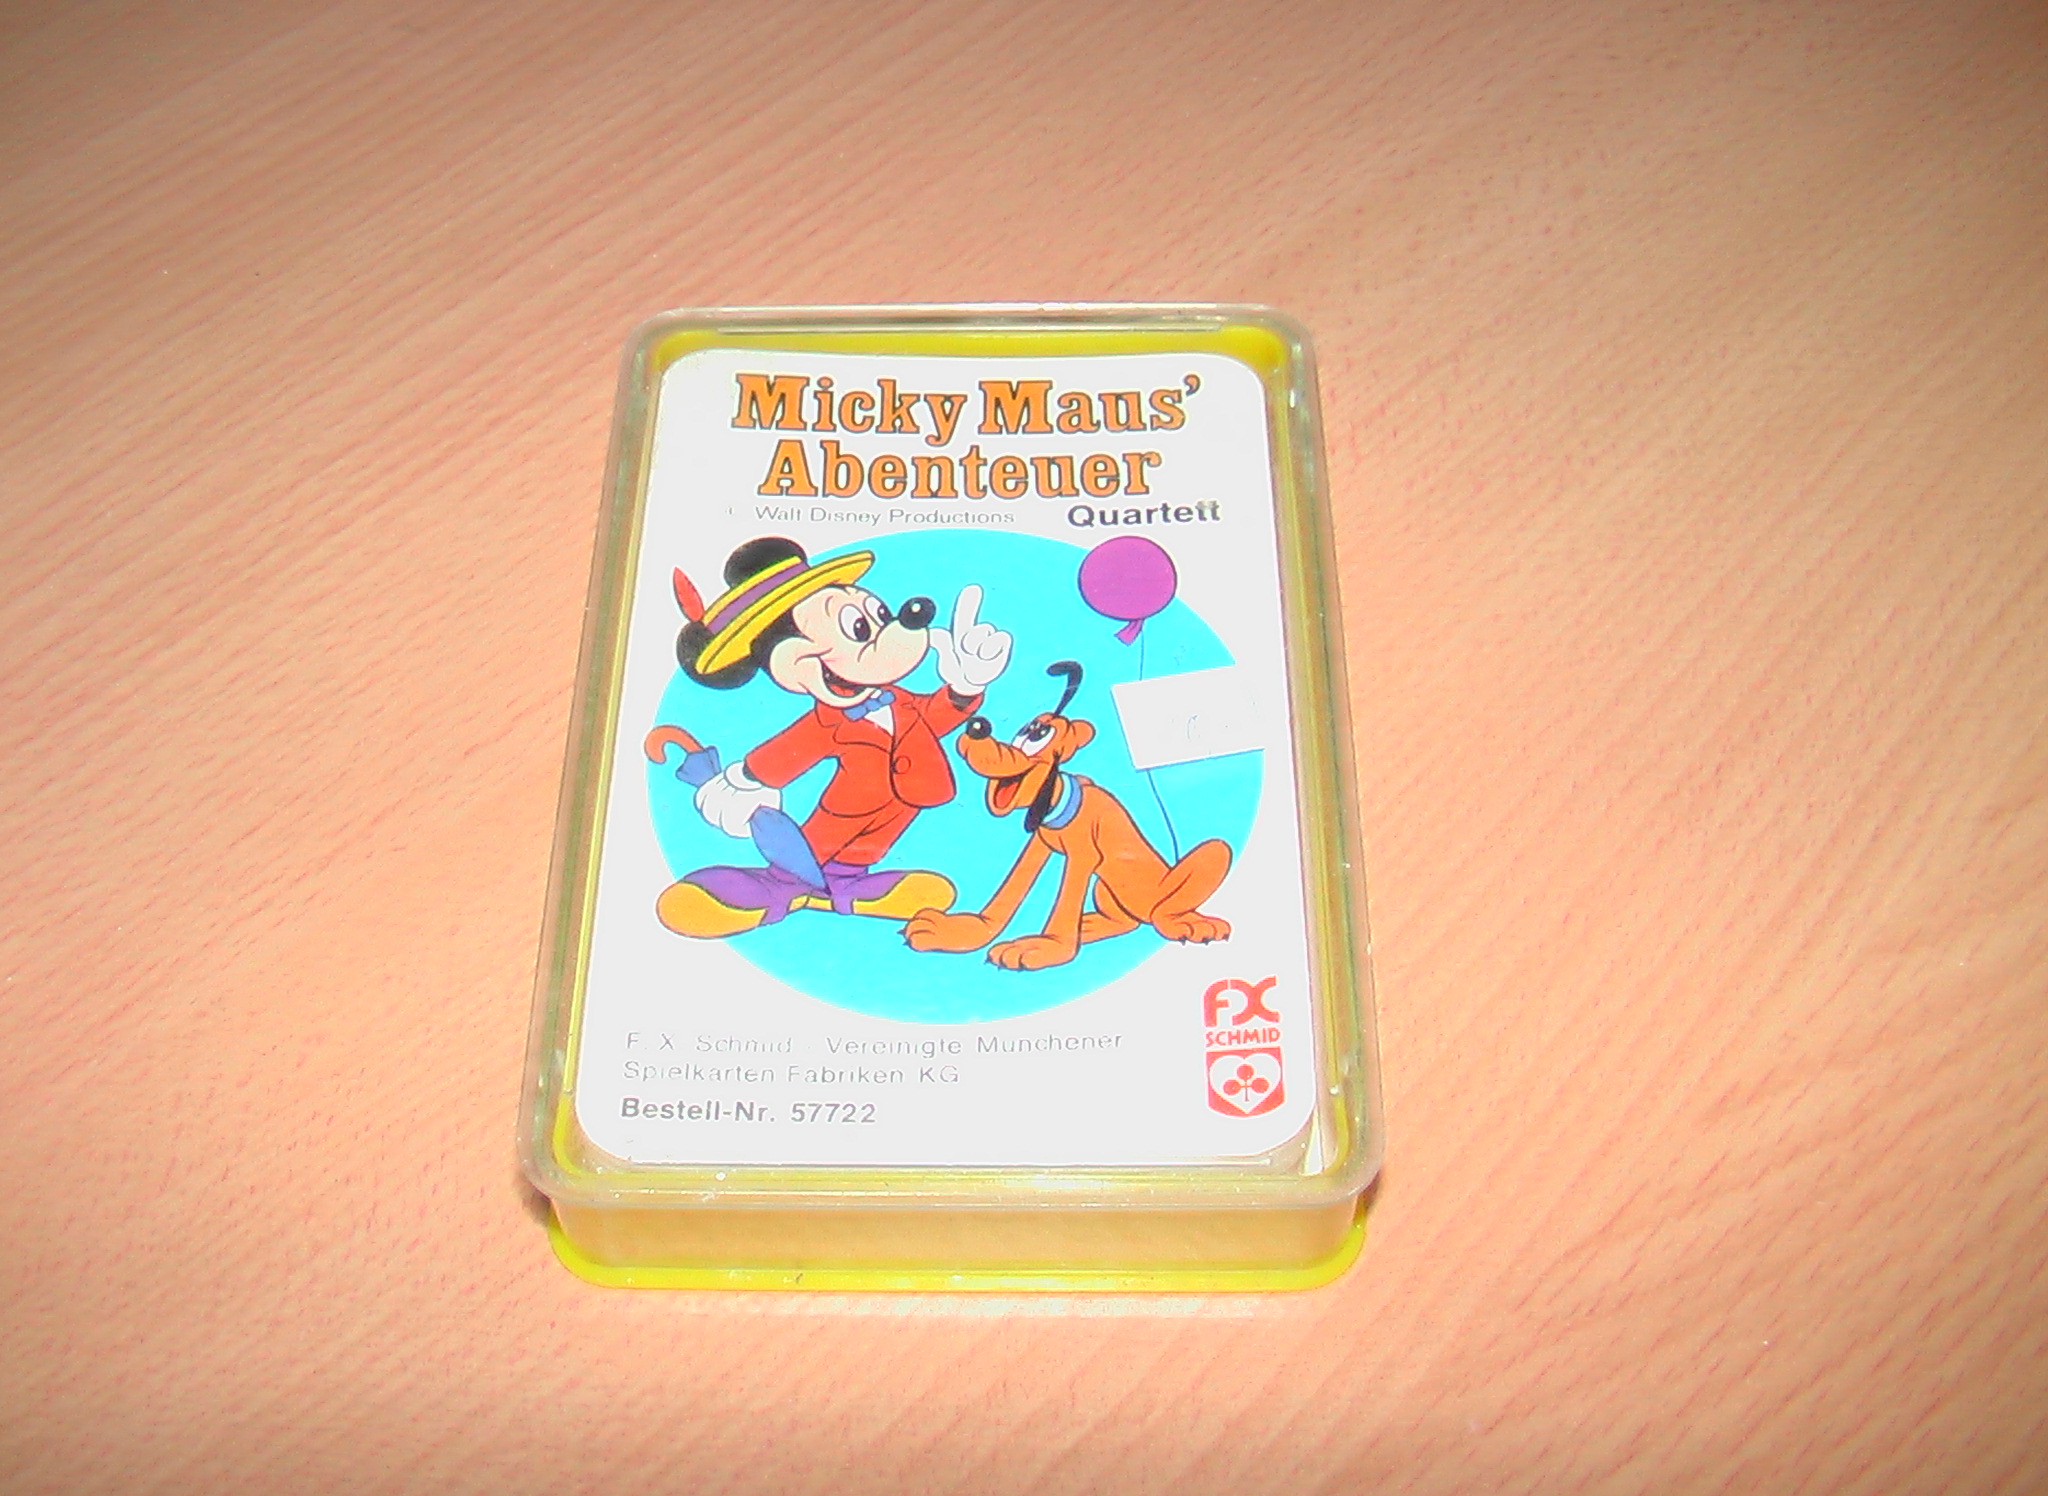 Micky Maus'
Abenteuer
Walt Disney Productions Quartett
F. X. Schmid - Vereinigte Munchener
Spielkarten Fabriken KG
Bestell-Nr. 57722
FX
SCHMID